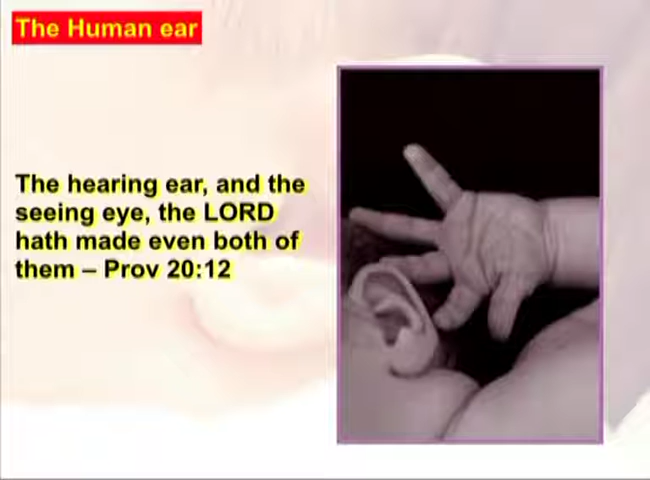 The Human ear
The hearing ear, and the
seeing eye, the LORD
hath made even both of
them – Prov 20:12